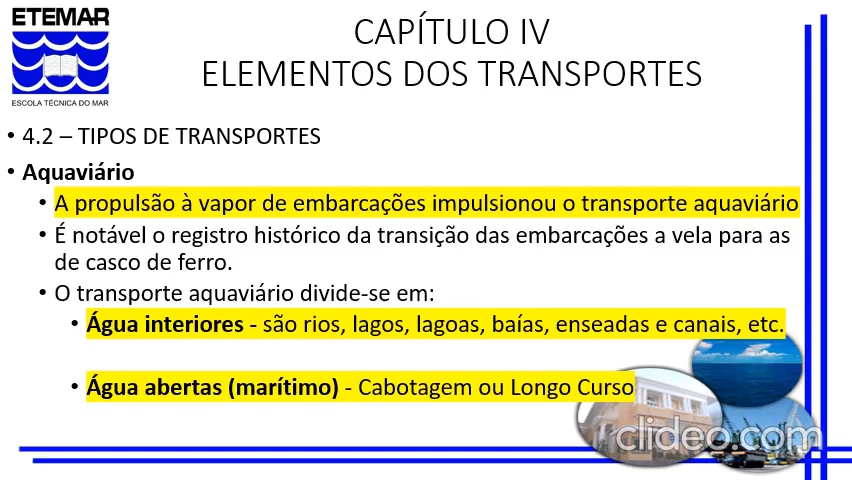 ETEMAR
ESCOLA TÉCNICA DO MAR
CAPÍTULO IV
ELEMENTOS DOS TRANSPORTES
• 4.2 – TIPOS DE TRANSPORTES
• Aquaviário
• A propulsão à vapor de embarcações impulsionou o transporte aquaviário
• É notável o registro histórico da transição das embarcações a vela para as
de casco de ferro.
• O transporte aquaviário divide-se em:
• Água interiores - são rios, lagos, lagoas, baías, enseadas e canais, etc.
• Água abertas (marítimo) - Cabotagem ou Longo Curso
clideo.com